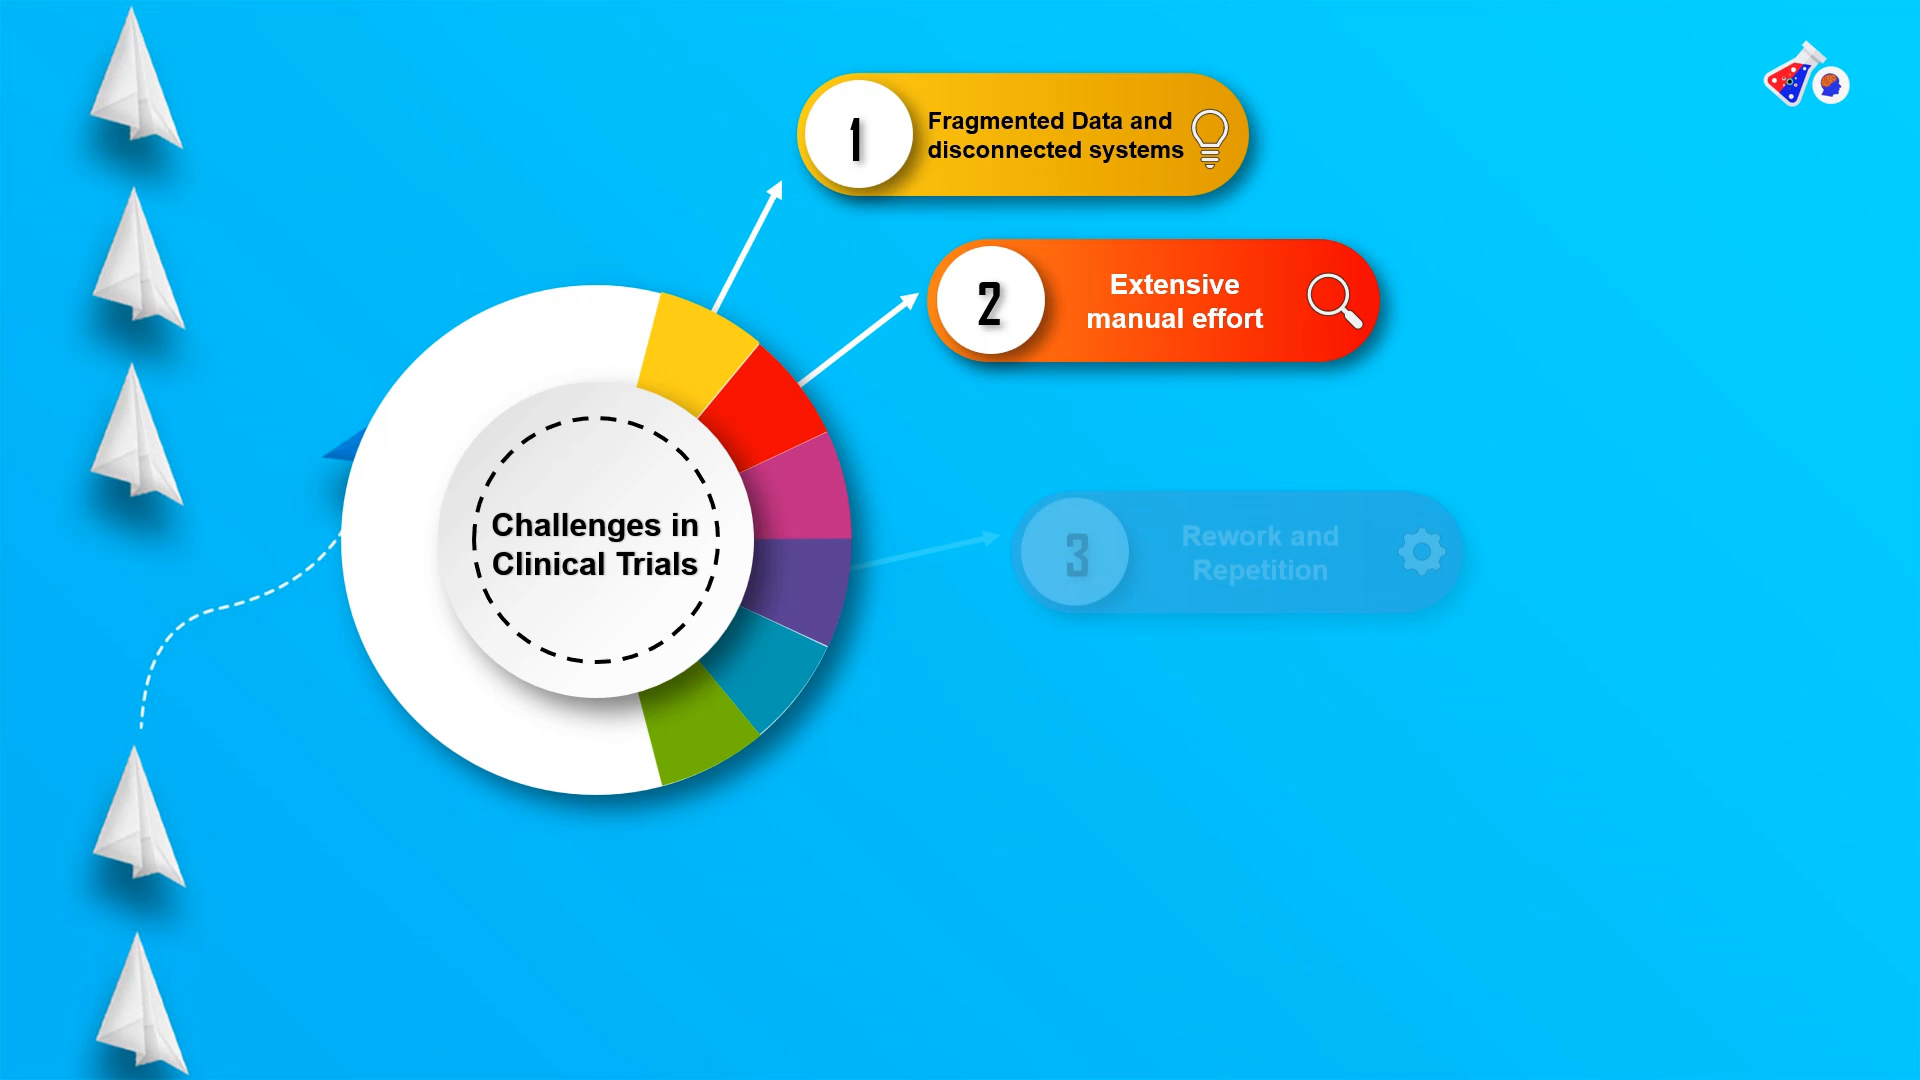 1
Fragmented Data and
disconnected systems
2
Extensive
manual effort
3
Rework and
Repetition
Challenges in
Clinical Trials